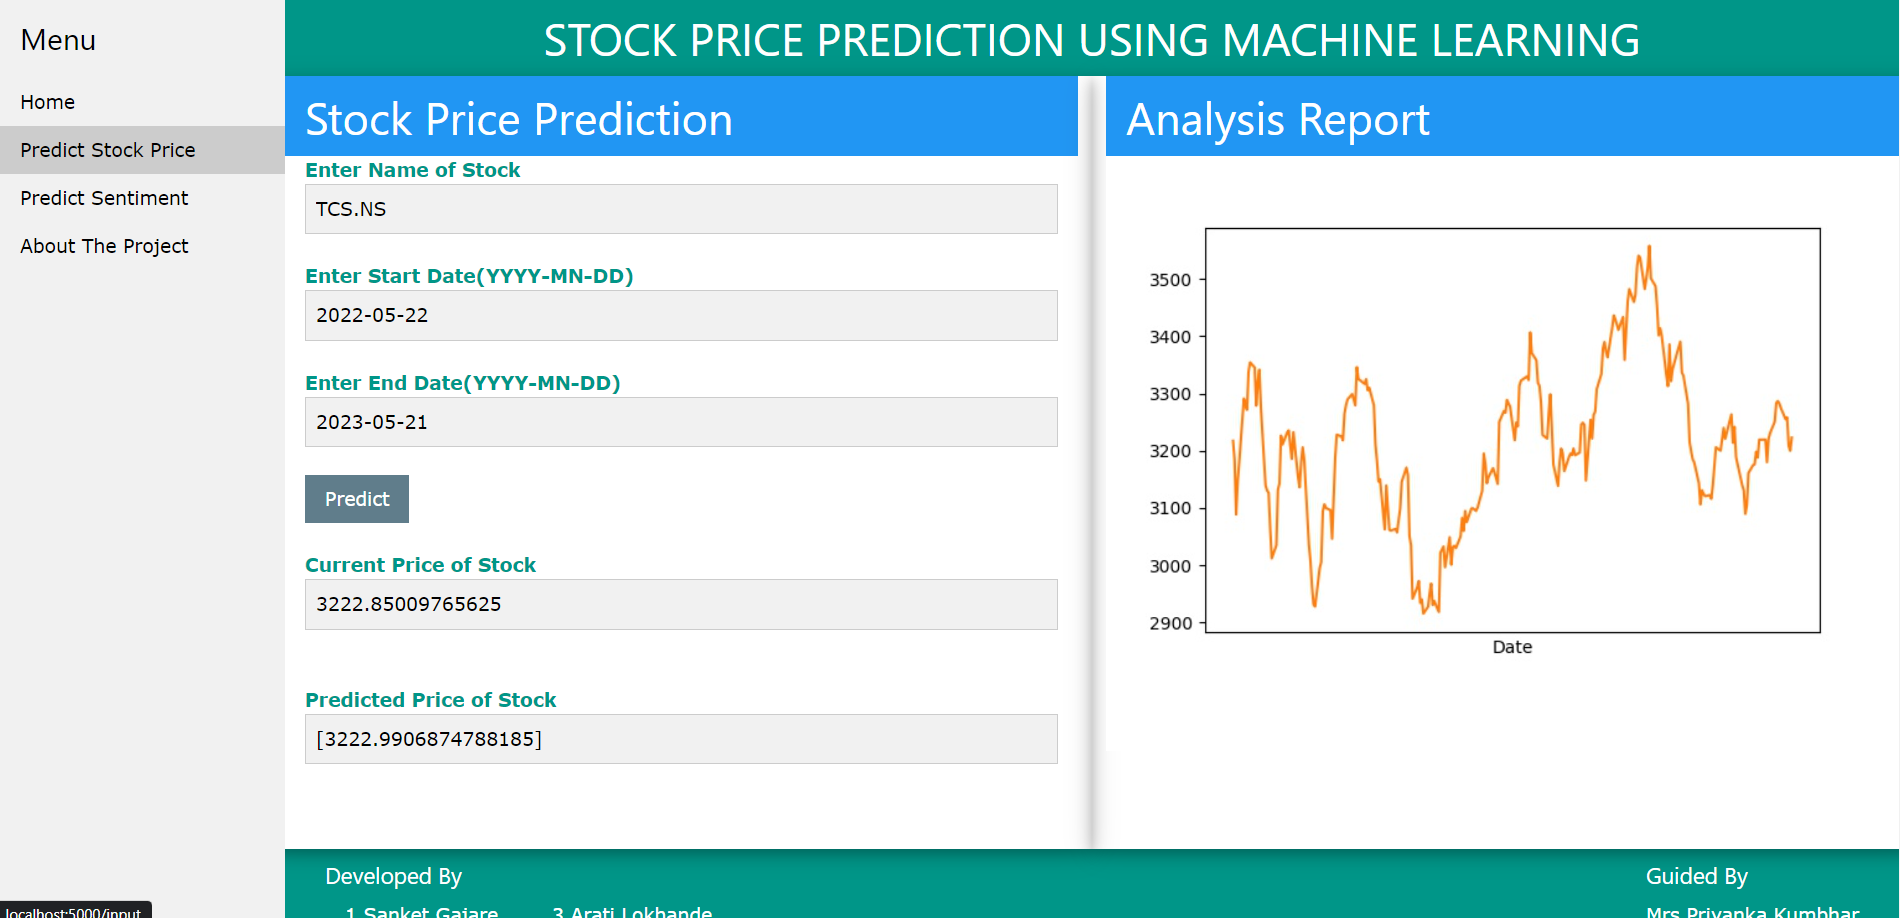 Menu
Home
Predict Stock Price
Predict Sentiment
About The Project
STOCK PRICE PREDICTION USING MACHINE LEARNING
Stock Price Prediction
Enter Name of Stock
TCS.NS
Enter Start Date(YYYY-MN-DD)
2022-05-22
Enter End Date(YYYY-MN-DD)
2023-05-21
Predict
Current Price of Stock
3222.85009765625
Predicted Price of Stock
[3222.9906874788185]
Analysis Report
3500
3400
3300
3200
3100
3000
2900
Date
Developed By
1 Sanket Gajare 3 Arati Lokhande
Guided By
Mrs Priyanka Kumbhar
localhost:5000/input